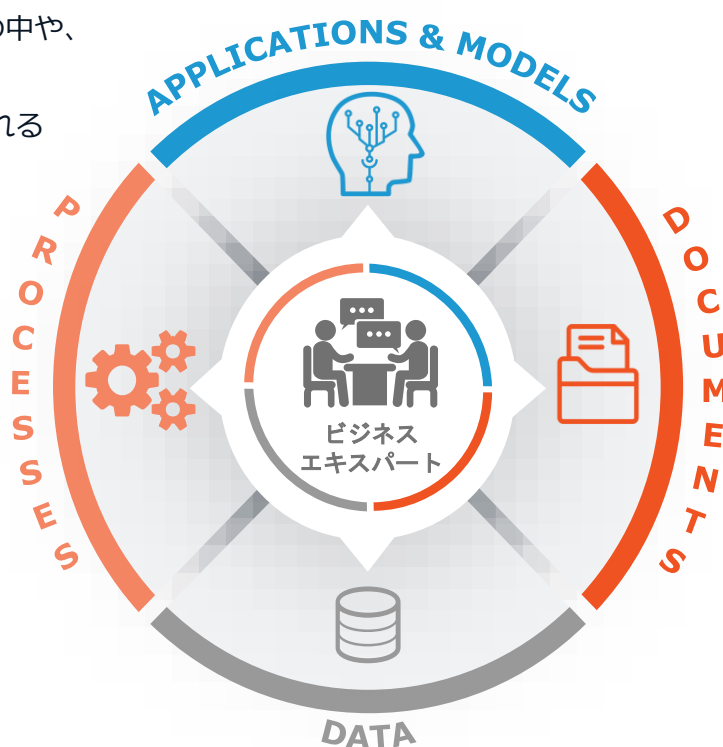 の中や、
れる
APPLICATIONS & MODELS
PROCESSES
DOCUMENTS
ビジネス
エキスパート
DATA